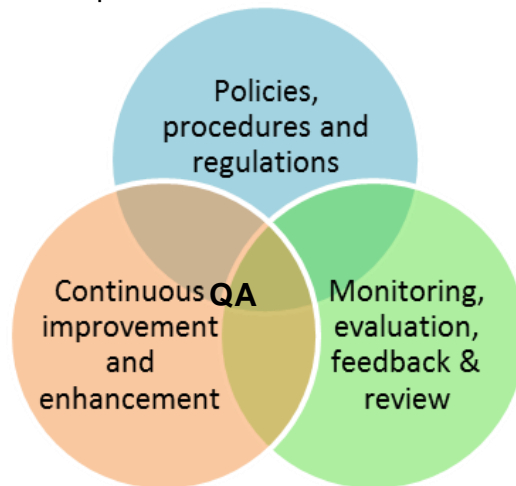 Policies,
procedures and
regulations
Continuous
improvement
and
enhancement
QA
Monitoring,
evaluation,
feedback &
review